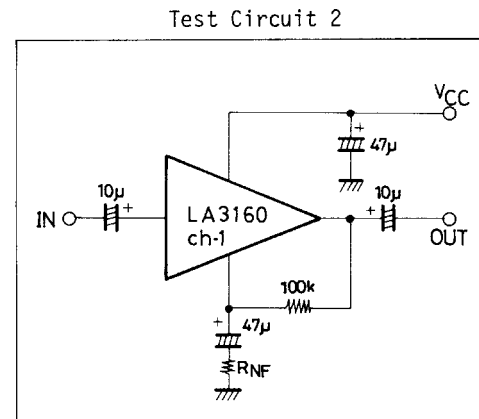 Test Circuit 2
VCC
47µ
10µ
10µ
IN
LA3160
ch-1
OUT
100k
47µ
RNF